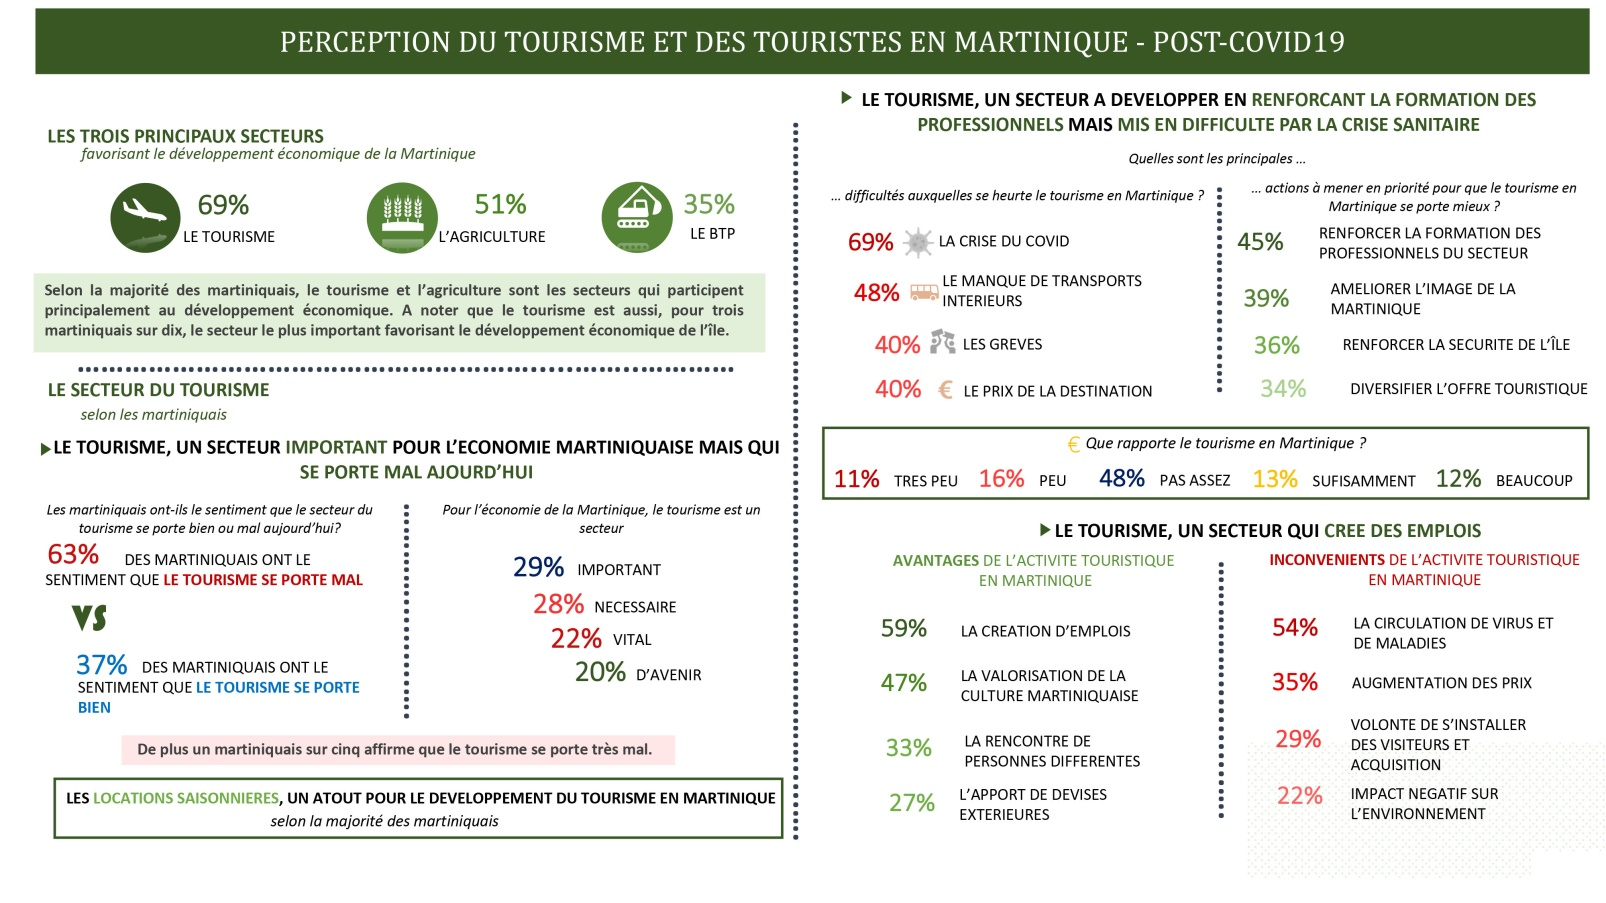 PERCEPTION DU TOURISME ET DES TOURISTES EN MARTINIQUE - POST-COVID19
LES TROIS PRINCIPAUX SECTEURS
favorisant le développement économique de la Martinique
69%
LE TOURISME
51%
L’AGRICULTURE
35%
LE BTP
Selon la majorité des martiniquais, le tourisme et l’agriculture sont les secteurs qui participent
principalement au développement économique. A noter que le tourisme est aussi, pour trois
martiniquais sur dix, le secteur le plus important favorisant le développement économique de l’île.
LE SECTEUR DU TOURISME
selon les martiniquais
LE TOURISME, UN SECTEUR IMPORTANT POUR L’ECONOMIE MARTINIQUAISE MAIS QUI
SE PORTE MAL AJOURD’HUI
Les martiniquais ont-ils le sentiment que le secteur du
tourisme se porte bien ou mal aujourd’hui?
63% DES MARTINIQUAIS ONT LE
SENTIMENT QUE LE TOURISME SE PORTE MAL
VS
37% DES MARTINIQUAIS ONT LE
SENTIMENT QUE LE TOURISME SE PORTE
BIEN
Pour l’économie de la Martinique, le tourisme est un
secteur
29% IMPORTANT
28% NECESSAIRE
22% VITAL
20% D’AVENIR
De plus un martiniquais sur cinq affirme que le tourisme se porte très mal.
LES LOCATIONS SAISONNIERES, UN ATOUT POUR LE DEVELOPPEMENT DU TOURISME EN MARTINIQUE
selon la majorité des martiniquais
LE TOURISME, UN SECTEUR A DEVELOPPER EN RENFORCANT LA FORMATION DES
PROFESSIONNELS MAIS MIS EN DIFFICULTE PAR LA CRISE SANITAIRE
Quelles sont les principales …
… difficultés auxquelles se heurte le tourisme en Martinique ?
69% LA CRISE DU COVID
48% LE MANQUE DE TRANSPORTS
INTERIEURS
40% LES GREVES
40% € LE PRIX DE LA DESTINATION
… actions à mener en priorité pour que le tourisme en
Martinique se porte mieux ?
45% RENFORCER LA FORMATION DES
PROFESSIONNELS DU SECTEUR
39% AMELIORER L’IMAGE DE LA
MARTINIQUE
36% RENFORCER LA SECURITE DE L’ÎLE
34% DIVERSIFIER L’OFFRE TOURISTIQUE
€ Que rapporte le tourisme en Martinique ?
11% TRES PEU 16% PEU 48% PAS ASSEZ 13% SUFISAMMENT 12% BEAUCOUP
LE TOURISME, UN SECTEUR QUI CREE DES EMPLOIS
AVANTAGES DE L’ACTIVITE TOURISTIQUE
EN MARTINIQUE
59% LA CREATION D’EMPLOIS
47% LA VALORISATION DE LA
CULTURE MARTINIQUAISE
33% LA RENCONTRE DE
PERSONNES DIFFERENTES
27% L’APPORT DE DEVISES
EXTERIEURES
INCONVENIENTS DE L’ACTIVITE TOURISTIQUE
EN MARTINIQUE
54% LA CIRCULATION DE VIRUS ET
DE MALADIES
35% AUGMENTATION DES PRIX
29% VOLONTE DE S’INSTALLER
DES VISITEURS ET
ACQUISITION
22% IMPACT NEGATIF SUR
L’ENVIRONNEMENT